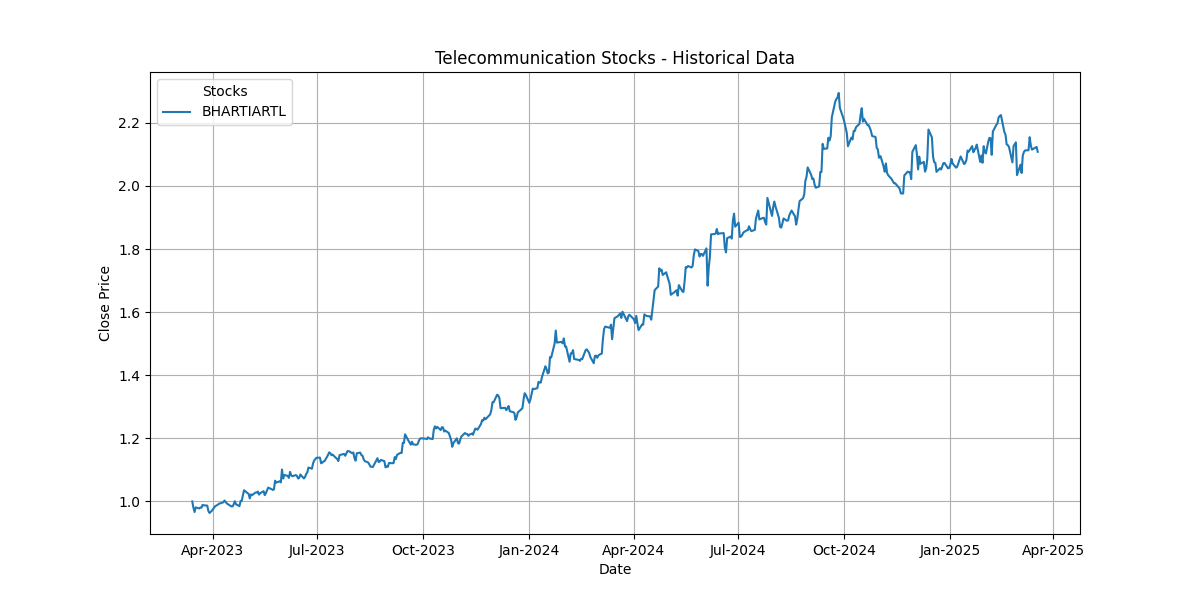 Telecommunication Stocks - Historical Data
Stocks
BHARTIARTL
2.2
2.0
1.8
1.6
1.4
1.2
1.0
Close Price
Apr-2023 Jul-2023 Oct-2023 Jan-2024 Apr-2024 Jul-2024 Oct-2024 Jan-2025 Apr-2025
Date